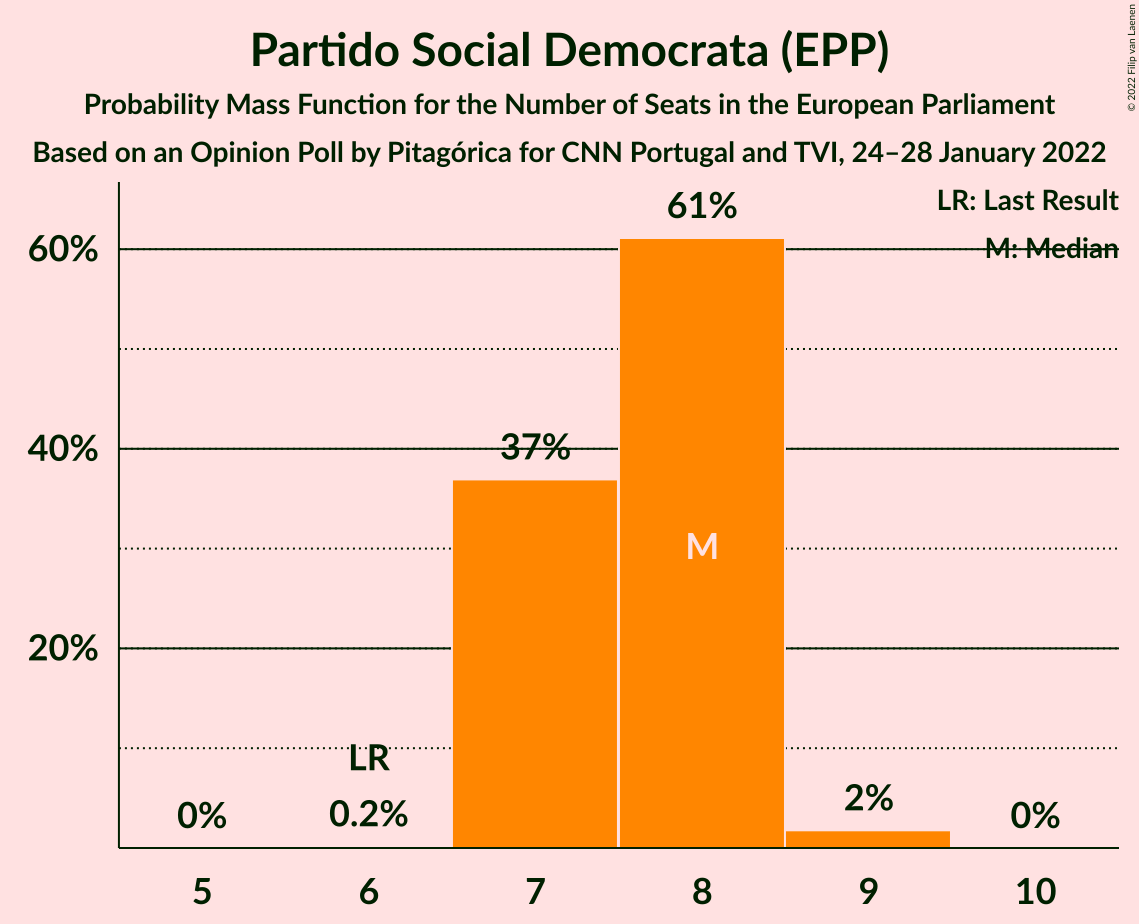 Partido Social Democrata (EPP)
Probability Mass Function for the Number of Seats in the European Parliament
Based on an Opinion Poll by Pitagórica for CNN Portugal and TVI, 24–28 January 2022
© 2022 Filip van Laenen
LR: Last Result
M: Median
61%
60%
37%
40%
M
20%
LR
0%
0.2%
2%
0%
5 6 7 8 9 10